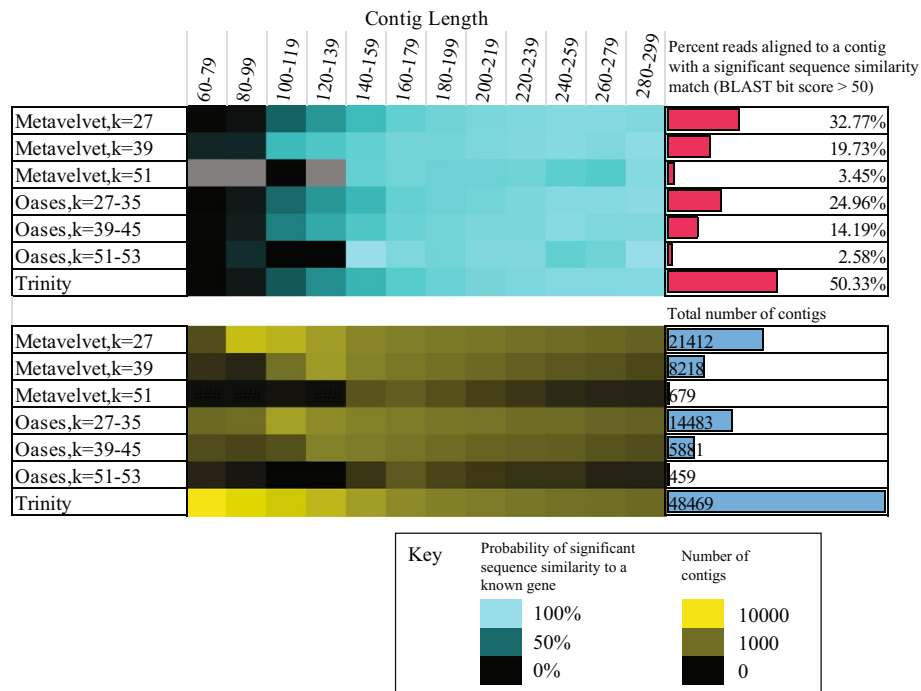 Contig Length
60-79 80-99 100-119 120-139 140-159 160-179 180-199 200-219 220-239 240-259 260-279 280-299
Percent reads aligned to a contig
with a significant sequence similarity
match (BLAST bit score > 50)
Metavelvet,k=27 32.77%
Metavelvet,k=39 19.73%
Metavelvet,k=51 3.45%
Oases,k=27-35 24.96%
Oases,k=39-45 14.19%
Oases,k=51-53 2.58%
Trinity 50.33%
Total number of contigs
Metavelvet,k=27 21412
Metavelvet,k=39 8218
Metavelvet,k=51 ### ### ### 679
Oases,k=27-35 14483
Oases,k=39-45 5881
Oases,k=51-53 459
Trinity 48469
Key
Probability of significant
sequence similarity to a
known gene
100%
50%
0%
Number of
contigs
10000
1000
0